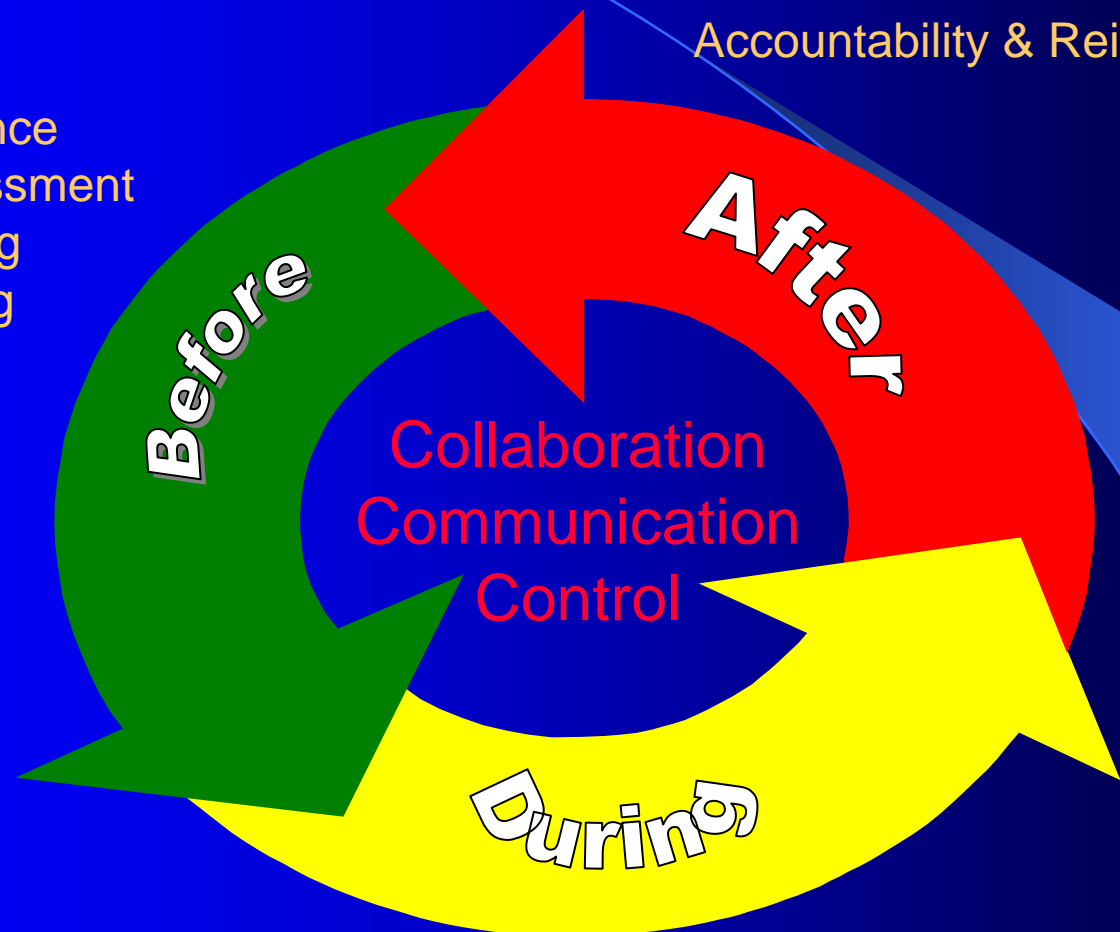 Accountability & Rei
nce
ssment
g
g
Before
After
Collaboration
Communication
Control
During